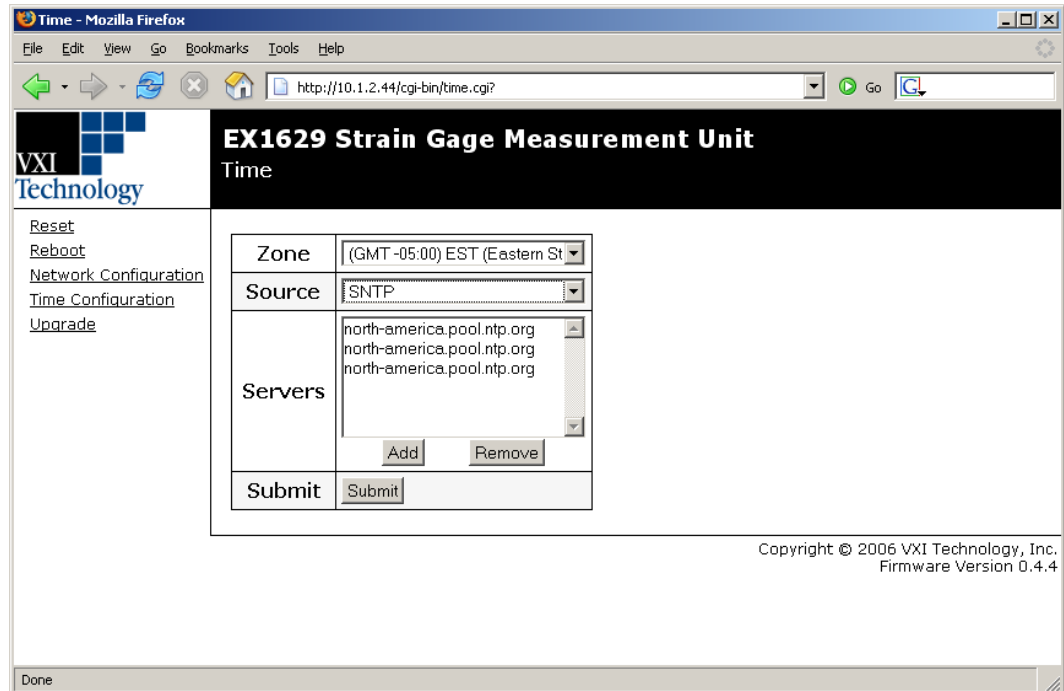 Time - Mozilla Firefox
File Edit View Go Bookmarks Tools Help
http://10.1.2.44/cgi-bin/time.cgi? Go G
VXI Technology
EX1629 Strain Gage Measurement Unit
Time
Reset
Reboot
Network Configuration
Time Configuration
Upgrade
Zone (GMT -05:00) EST (Eastern St
Source SNTP
Servers
north-america.pool.ntp.org
north-america.pool.ntp.org
north-america.pool.ntp.org
Add Remove
Submit Submit
Copyright © 2006 VXI Technology, Inc.
Firmware Version 0.4.4
Done